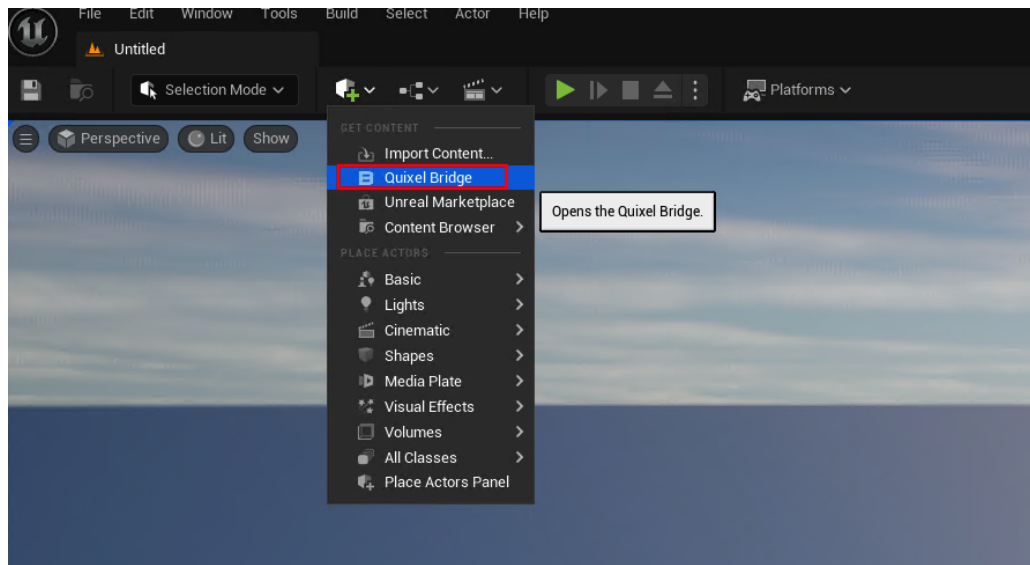 File Edit Window Tools Build Select Actor Help
Untitled
Selection Mode Platforms
Perspective Lit Show
GET CONTENT
Import Content...
Quixel Bridge
Unreal Marketplace
Opens the Quixel Bridge.
Content Browser
PLACE ACTORS
Basic
Lights
Cinematic
Shapes
Media Plate
Visual Effects
Volumes
All Classes
Place Actors Panel